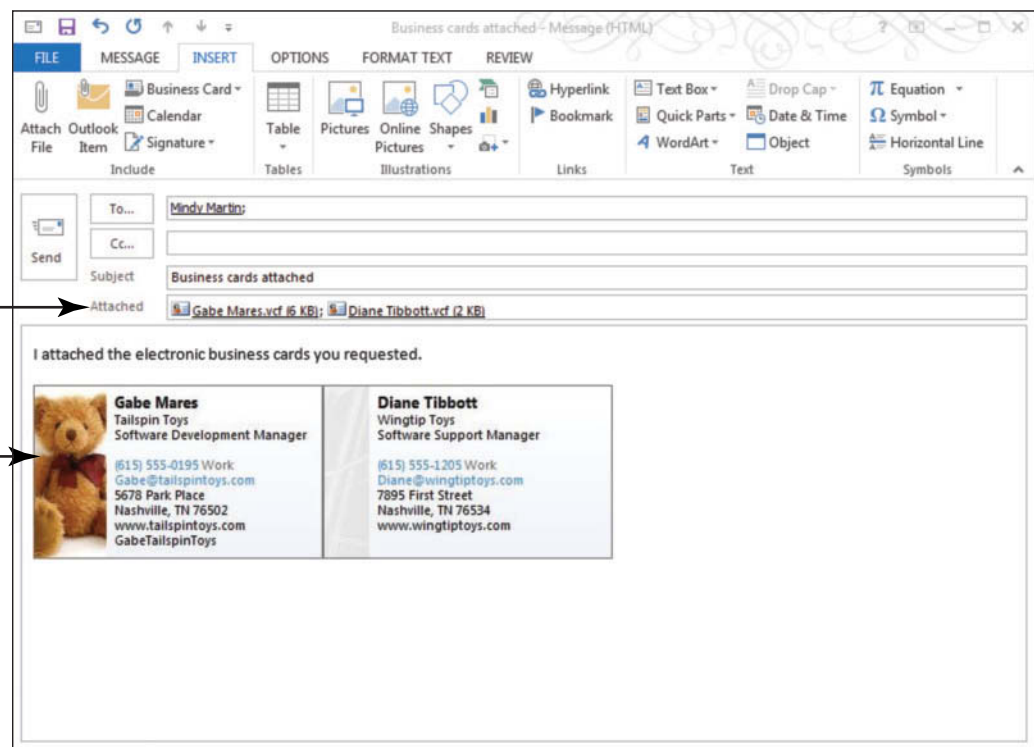 Business cards attached - Message (HTML)
?
FILE MESSAGE INSERT OPTIONS FORMAT TEXT REVIEW
Attach File
Outlook Item
Business Card
Calendar
Signature
Include
Table
Tables
Pictures
Online Pictures
Shapes
Illustrations
Hyperlink
Bookmark
Links
Text Box
Quick Parts
WordArt
Drop Cap
Date & Time
Object
Text
π Equation
Ω Symbol
Horizontal Line
Symbols
Send
To... Mindy Martin;
Cc...
Subject Business cards attached
Attached Gabe Mares.vcf (6 KB); Diane Tibbott.vcf (2 KB)
I attached the electronic business cards you requested.
Gabe Mares
Tailspin Toys
Software Development Manager
(615) 555-0195 Work
Gabe@tailspintoys.com
5678 Park Place
Nashville, TN 76502
www.tailspintoys.com
GabeTailspinToys
Diane Tibbott
Wingtip Toys
Software Support Manager
(615) 555-1205 Work
Diane@wingtiptoys.com
7895 First Street
Nashville, TN 76534
www.wingtiptoys.com